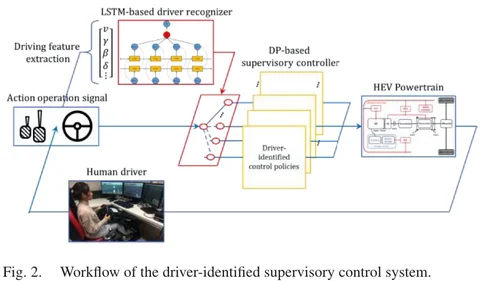 LSTM-based driver recognizer
Driving feature
extraction
v
γ
β
δ
⋮
DP-based
supervisory controller
Action operation signal
HEV Powertrain
Driver-
identified
control policies
Human driver
Fig. 2. Workflow of the driver-identified supervisory control system.